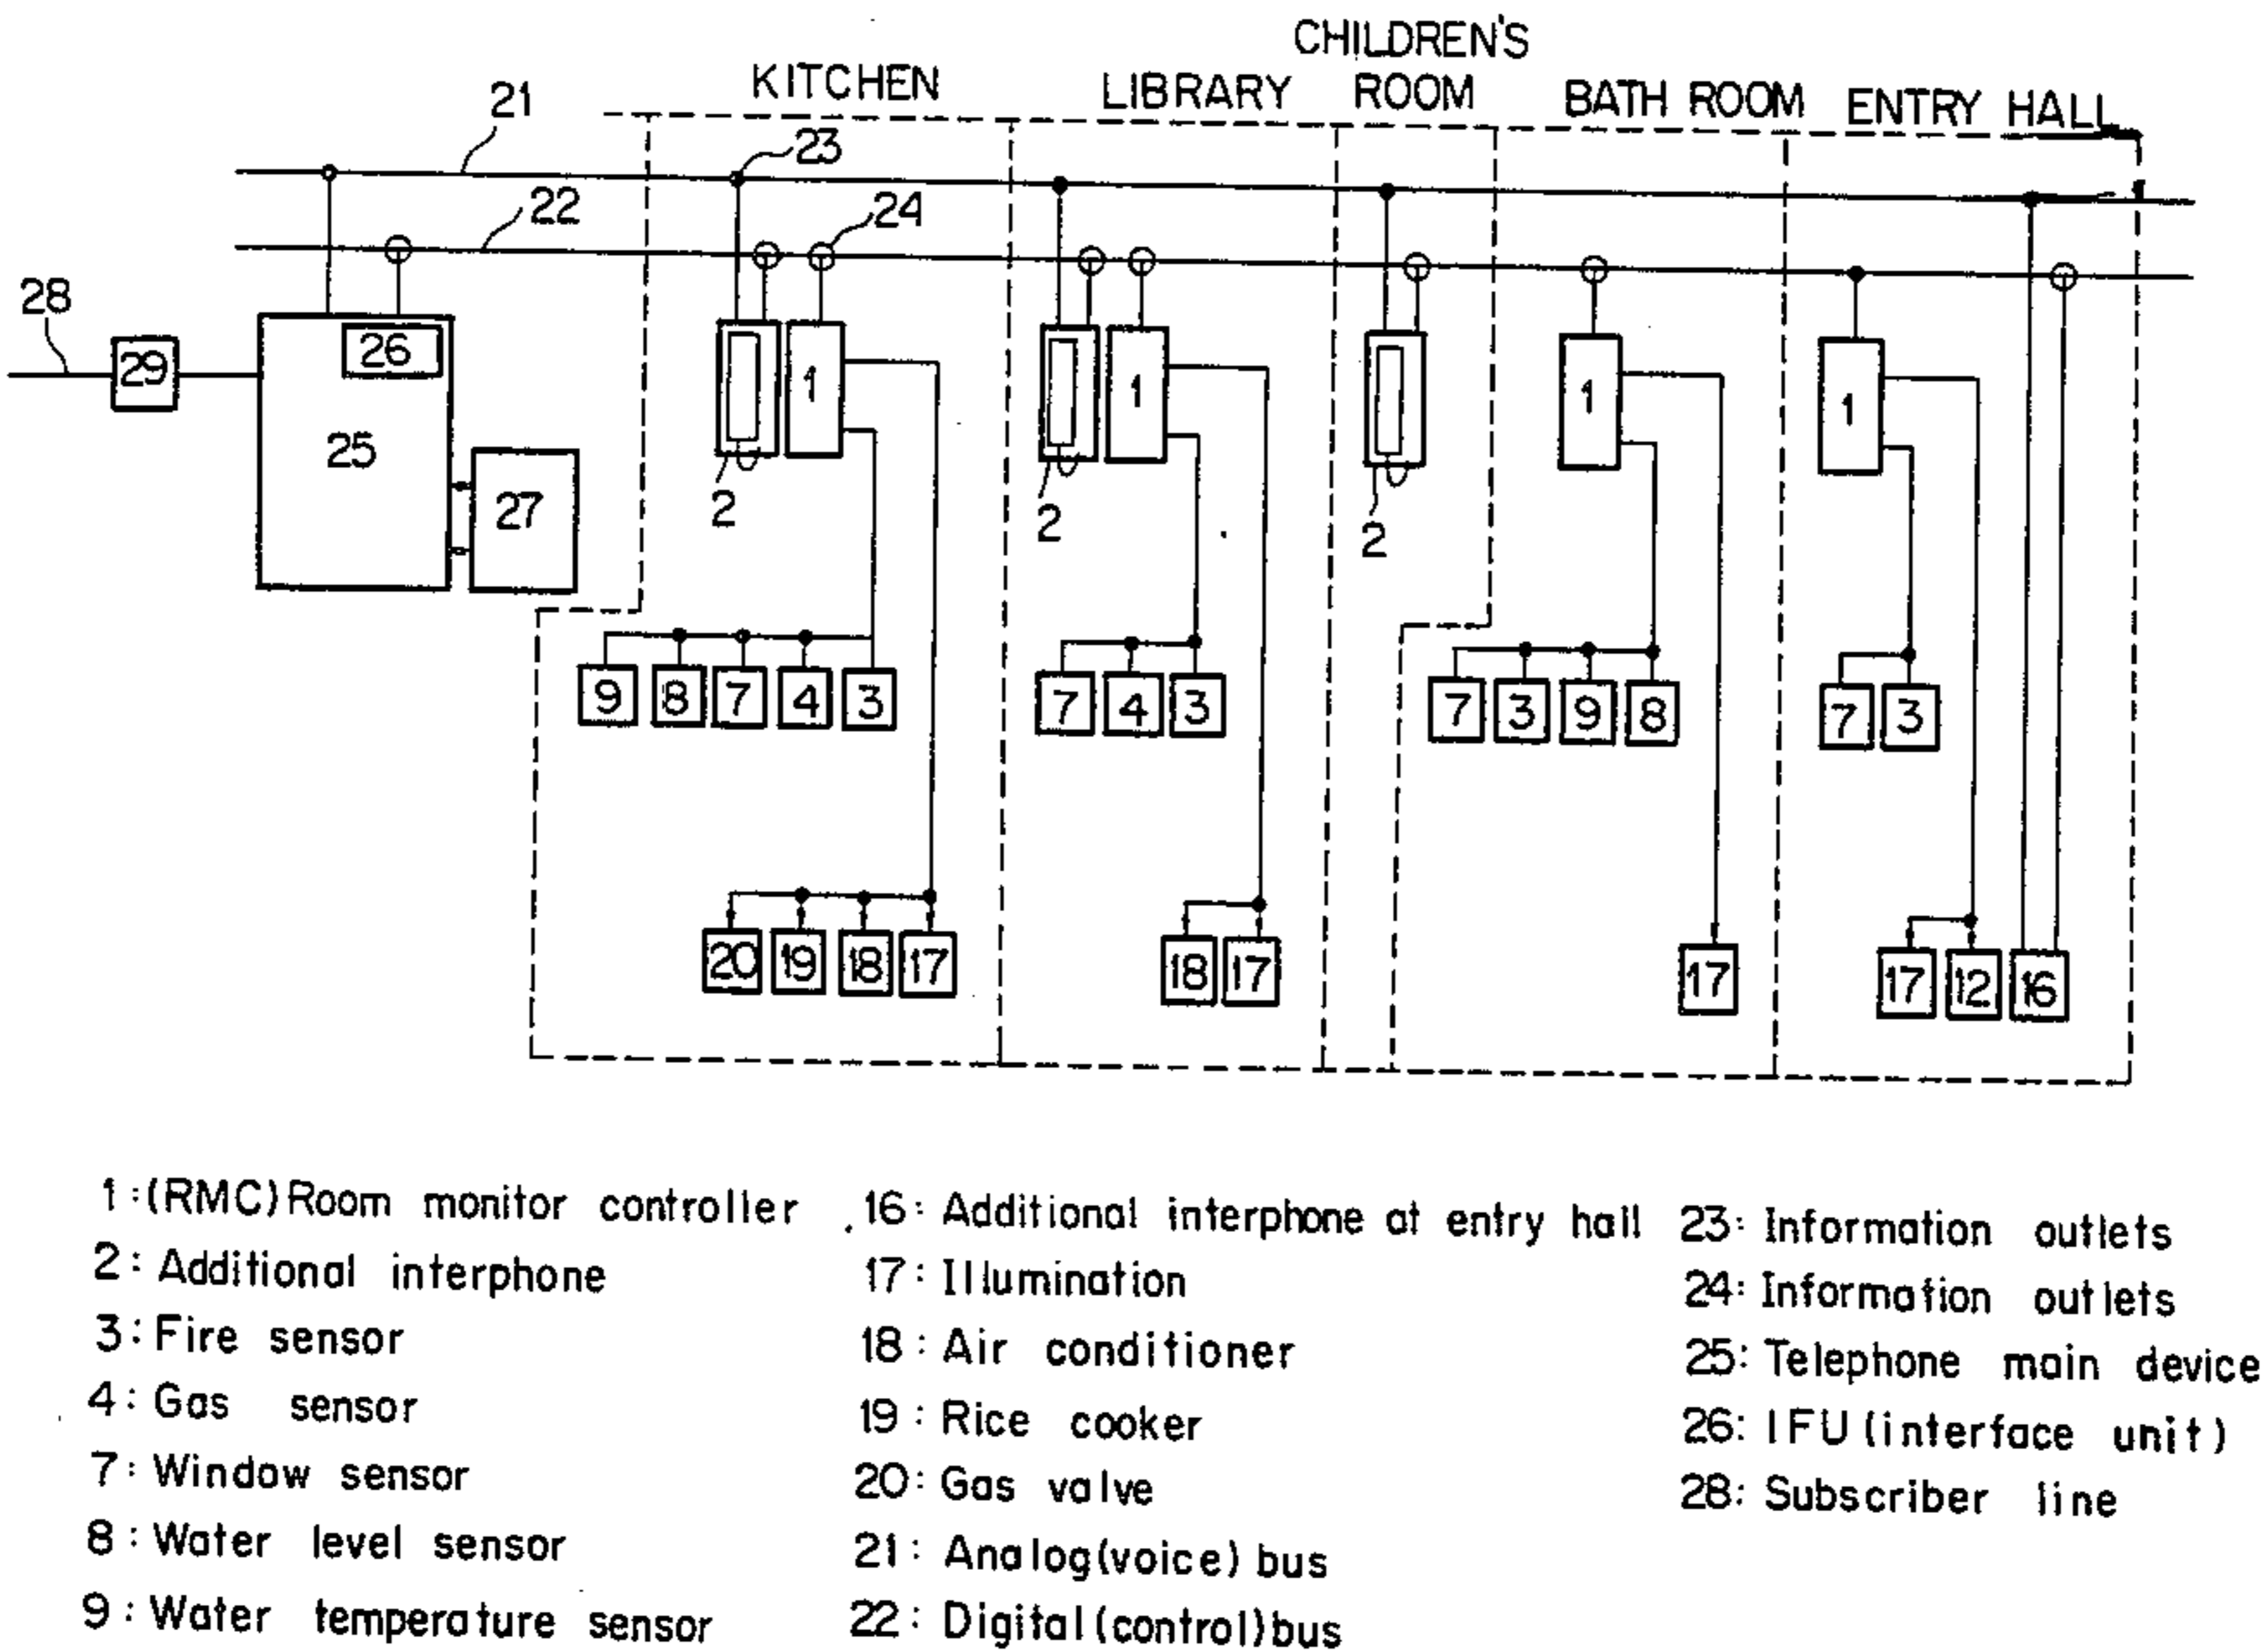 CHILDREN'S
KITCHEN LIBRARY ROOM BATH ROOM ENTRY HALL
21
23
22 24
28
29 26
1 1 1 1
25
27
2 2 2
9 8 7 4 3 7 4 3 7 3 9 8 7 3
20 19 18 17 18 17 17 17 12 16
1:(RMC)Room monitor controller
2: Additional interphone
3: Fire sensor
4: Gas sensor
7: Window sensor
8: Water level sensor
9: Water temperature sensor
16: Additional interphone at entry hall
17: Illumination
18: Air conditioner
19: Rice cooker
20: Gas valve
21: Analog(voice) bus
22: Digital(control)bus
23: Information outlets
24: Information outlets
25: Telephone main device
26: IFU(interface unit)
28: Subscriber line